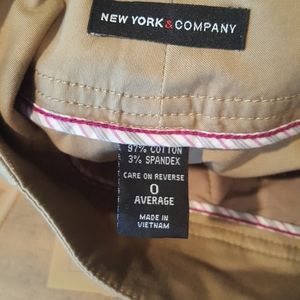 NEW YORK & COMPANY
97% COTTON
3% SPANDEX
CARE ON REVERSE
0
AVERAGE
MADE IN
VIETNAM